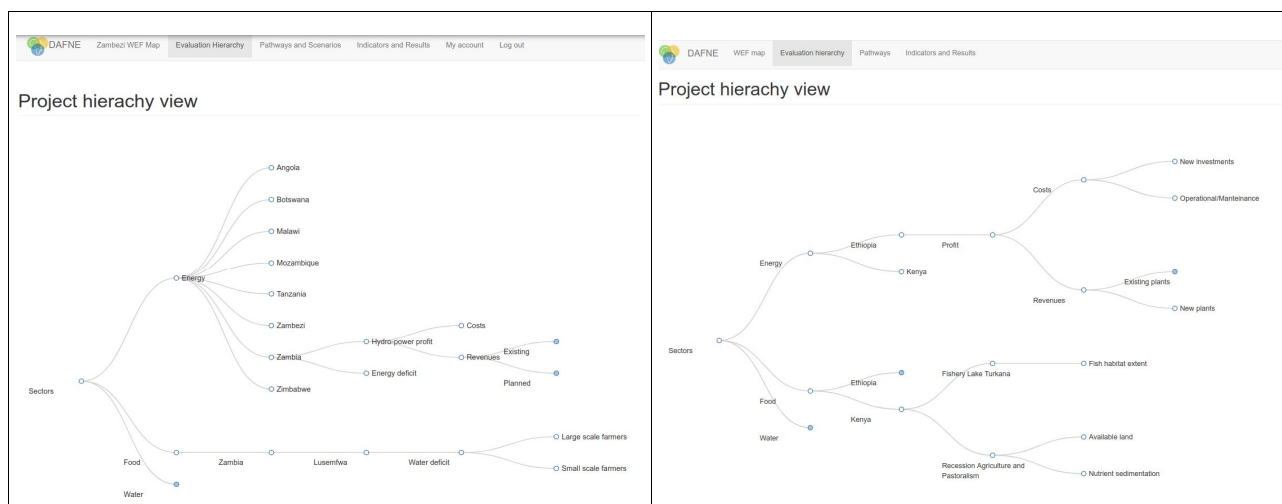 DAFNE Zambezi WEF Map Evaluation Hierarchy Pathways and Scenarios Indicators and Results My account Log out
Project hierachy view
Angola
Botswana
Malawi
Mozambique
Energy
Tanzania
Zambezi
Costs
Hydro-power profit
Existing
Zambia
Revenues
Energy deficit
Planned
Zimbabwe
Sectors
Large scale farmers
Food
Zambia
Lusemfwa
Water deficit
Small scale farmers
Water
DAFNE WEF map Evaluation hierarchy Pathways Indicators and Results
Project hierachy view
New investments
Costs
Operational/Manteinance
Ethiopia
Profit
Energy
Kenya
Existing plants
Revenues
New plants
Sectors
Fish habitat extent
Fishery Lake Turkana
Ethiopia
Food
Kenya
Water
Available land
Recession Agriculture and
Pastoralism
Nutrient sedimentation